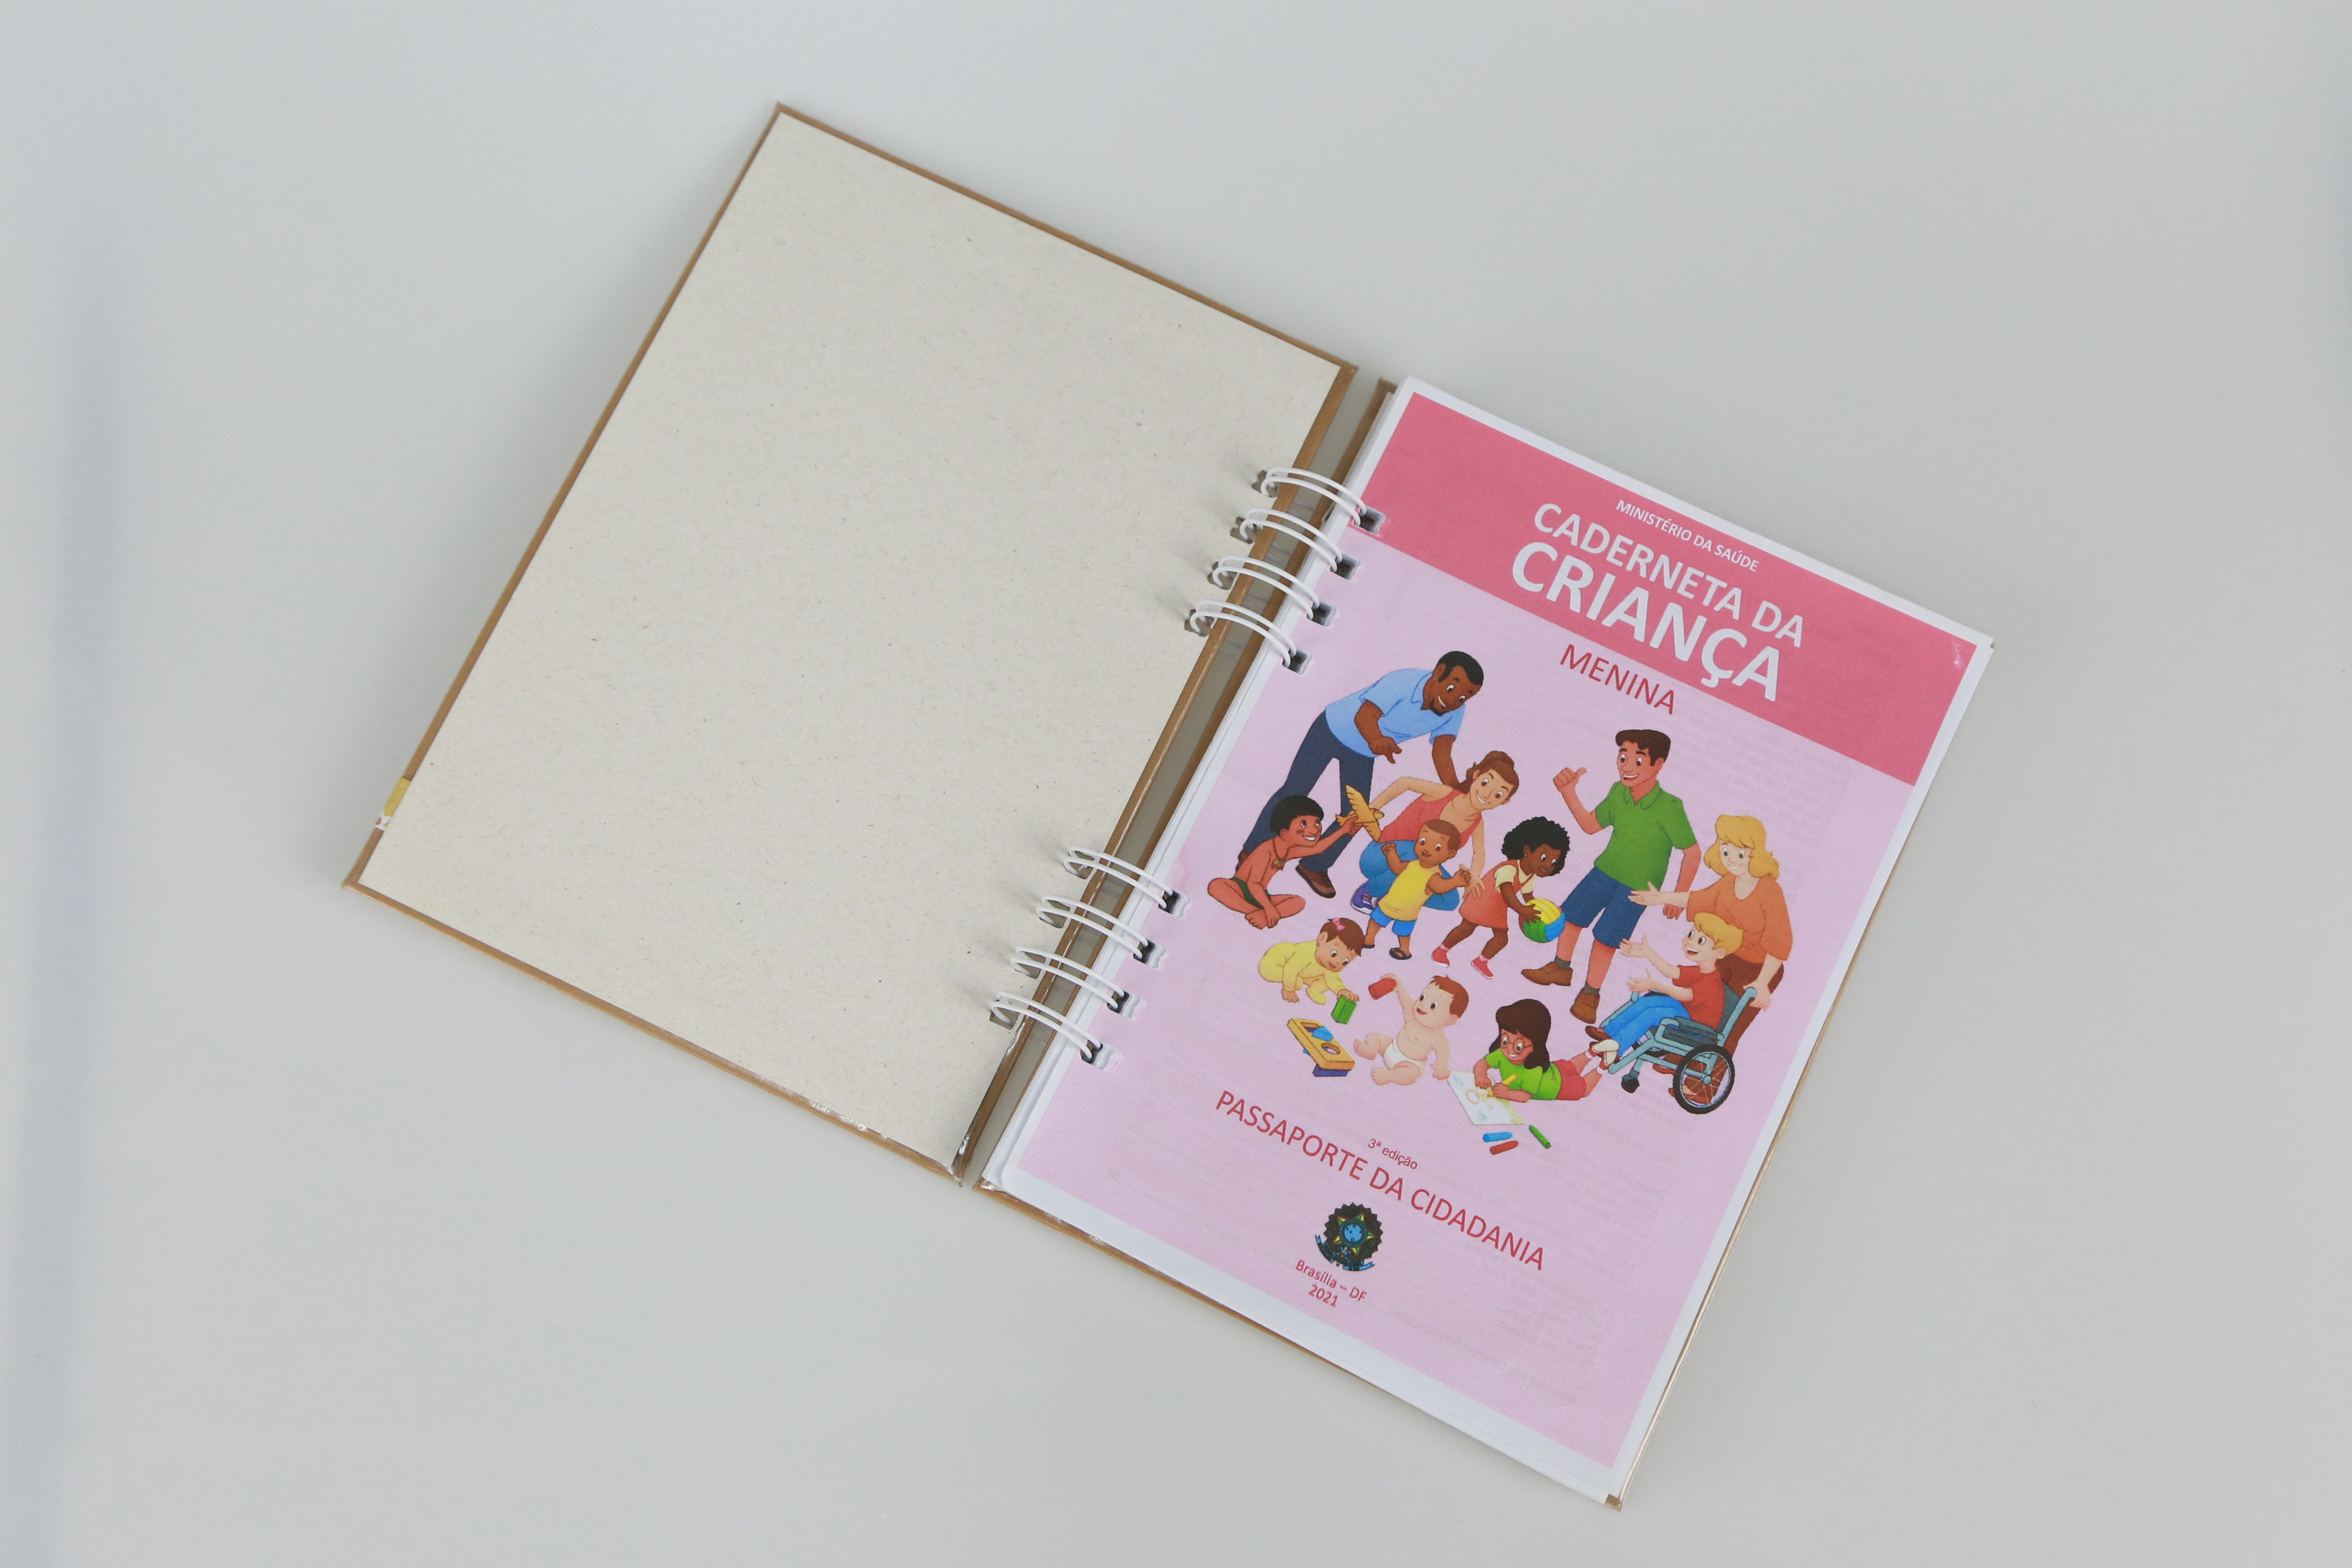 MINISTÉRIO DA SAÚDE
CADERNETA DA
CRIANÇA
MENINA
3ª edição
PASSAPORTE DA CIDADANIA
Brasília – DF
2021